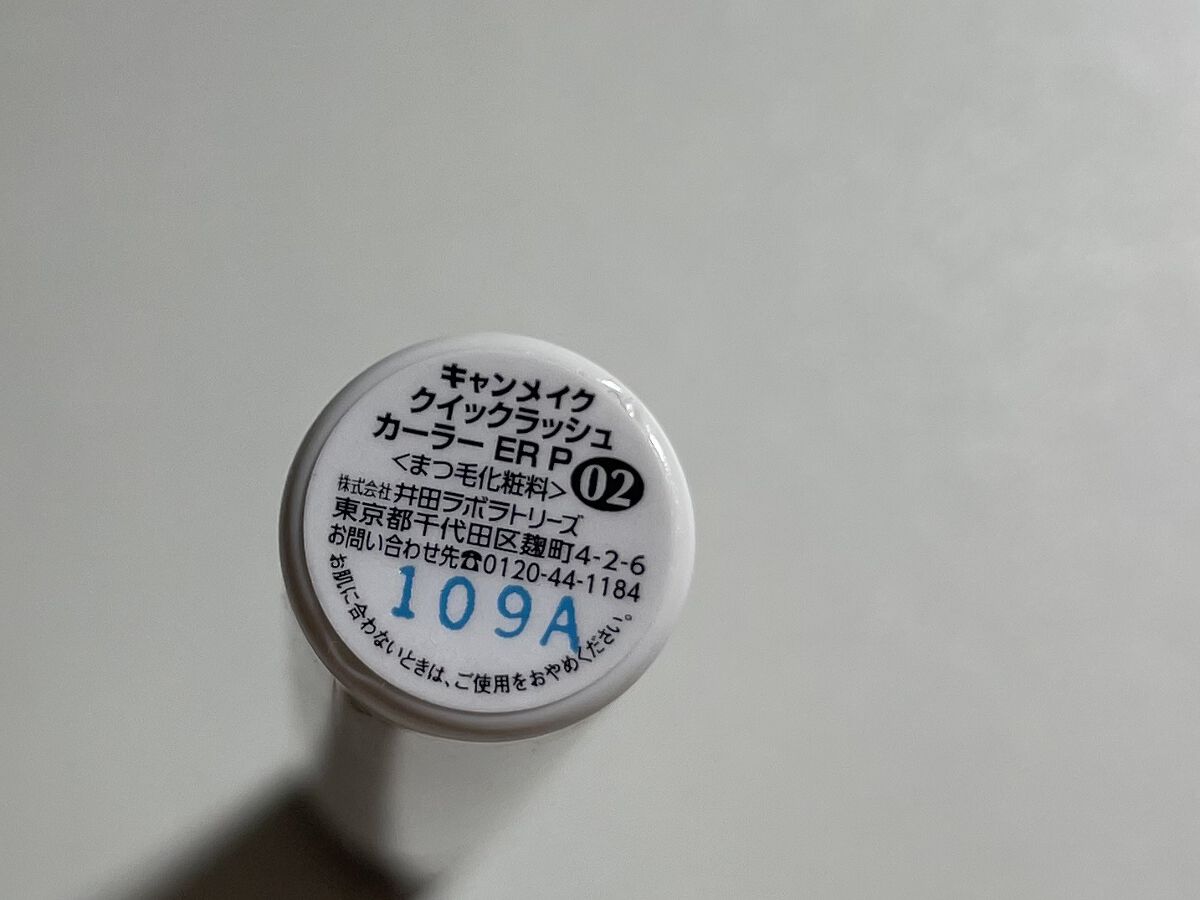 キャンメイク
クイックラッシュ
カーラー ER P 02
<まつ毛化粧料>
株式会社 井田ラボラトリーズ
東京都千代田区麹町4-2-6
お問い合わせ先☎0120-44-1184
109A
お肌に合わないときは、ご使用をおやめください。